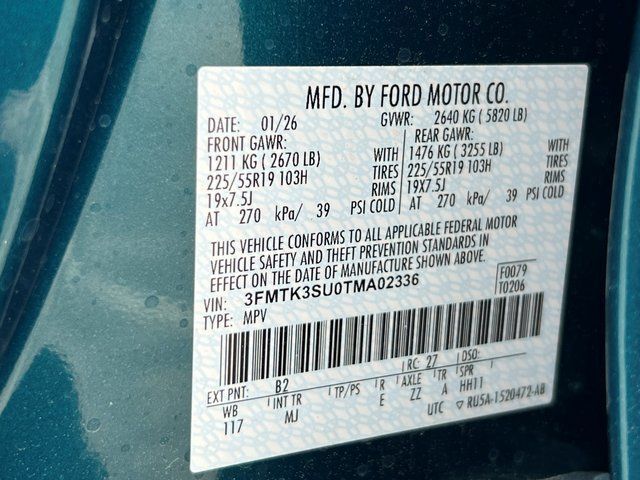 MFD. BY FORD MOTOR CO.
DATE: 01/26 GVWR: 2640 KG ( 5820 LB)
FRONT GAWR: REAR GAWR:
1211 KG ( 2670 LB) WITH 1476 KG ( 3255 LB) WITH
225/55R19 103H TIRES 225/55R19 103H TIRES
19x7.5J RIMS 19X7.5J RIMS
AT 270 kPa/ 39 PSI COLD AT 270 kPa/ 39 PSI COLD
THIS VEHICLE CONFORMS TO ALL APPLICABLE FEDERAL MOTOR
VEHICLE SAFETY AND THEFT PREVENTION STANDARDS IN
EFFECT ON THE DATE OF MANUFACTURE SHOWN ABOVE. F0079
VIN: 3FMTK3SU0TMA02336 T0206
TYPE: MPV
RC: 27 DSO:
EXT PNT: B2 
WB INT TR TP/PS R AXLE TR SPR
117 MJ E ZZ A HH11
UTC ▽ RU5A-1520472-AB